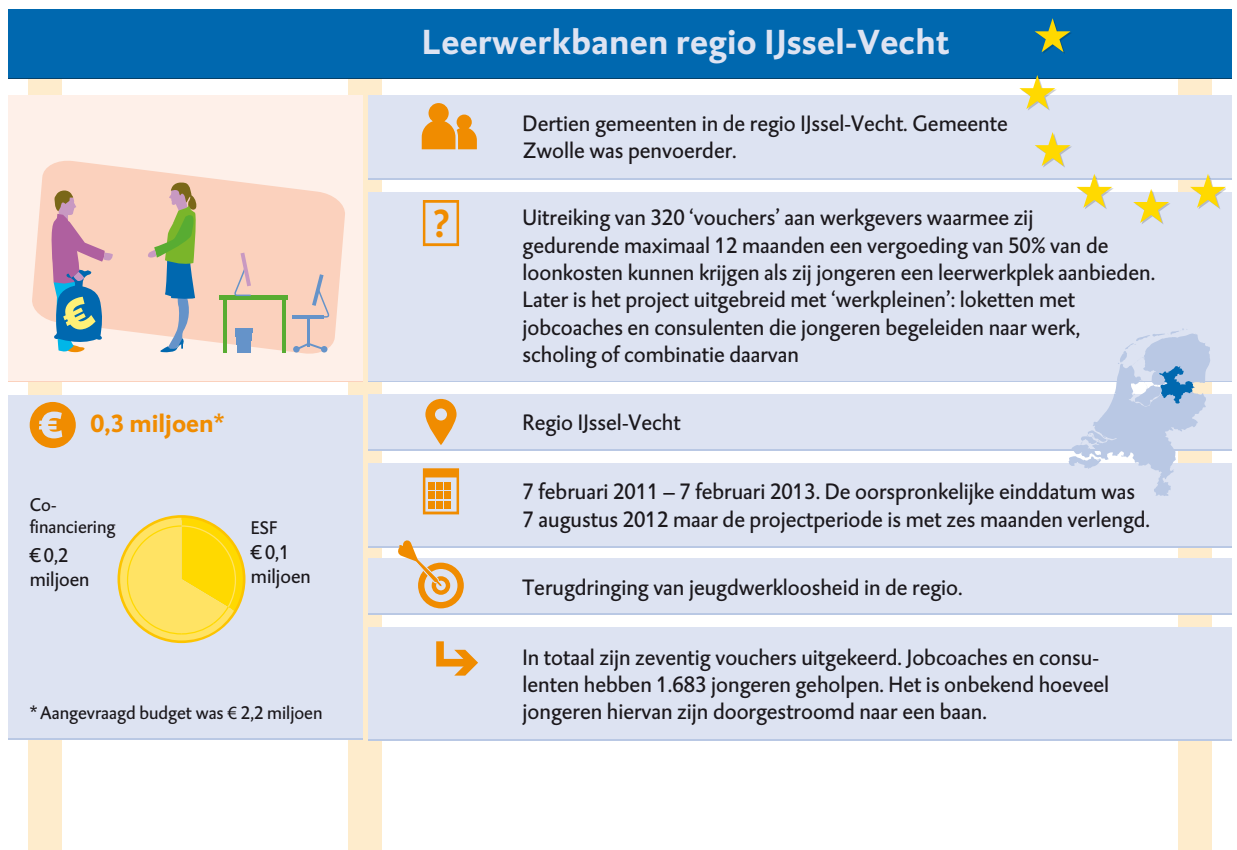 Leerwerkbanen regio IJssel-Vecht
Dertien gemeenten in de regio IJssel-Vecht. Gemeente
Zwolle was penvoerder.
?
Uitreiking van 320 ‘vouchers’ aan werkgevers waarmee zij
gedurende maximaal 12 maanden een vergoeding van 50% van de
loonkosten kunnen krijgen als zij jongeren een leerwerkplek aanbieden.
Later is het project uitgebreid met ‘werkpleinen’: loketten met
jobcoaches en consulenten die jongeren begeleiden naar werk,
scholing of combinatie daarvan
€
€ 0,3 miljoen*
Co-
financiering
€ 0,2
miljoen
ESF
€ 0,1
miljoen
* Aangevraagd budget was € 2,2 miljoen
Regio IJssel-Vecht
7 februari 2011 – 7 februari 2013. De oorspronkelijke einddatum was
7 augustus 2012 maar de projectperiode is met zes maanden verlengd.
Terugdringing van jeugdwerkloosheid in de regio.
In totaal zijn zeventig vouchers uitgekeerd. Jobcoaches en consu-
lenten hebben 1.683 jongeren geholpen. Het is onbekend hoeveel
jongeren hiervan zijn doorgestroomd naar een baan.